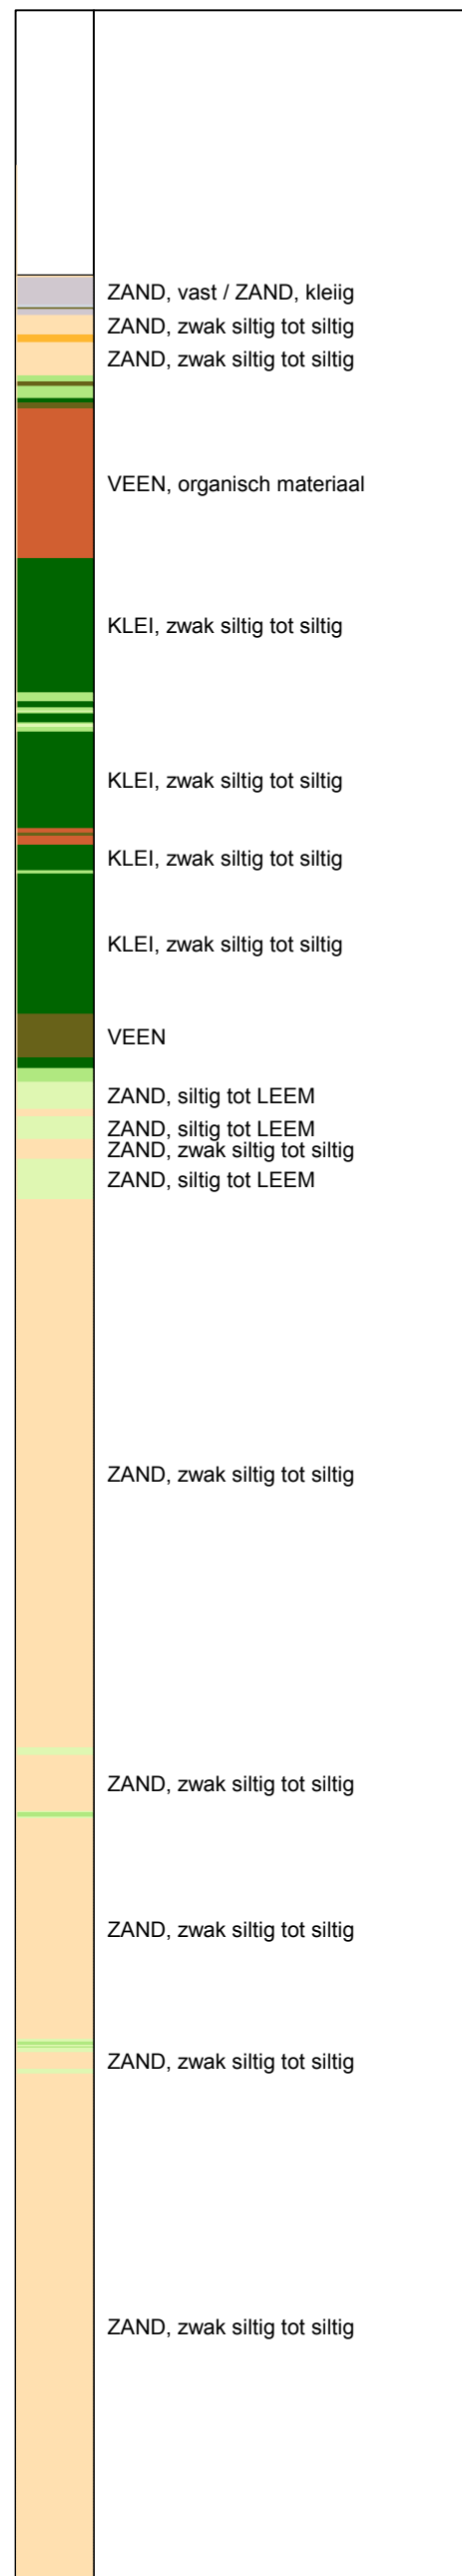 ZAND, vast / ZAND, kleiig
ZAND, zwak siltig tot siltig
ZAND, zwak siltig tot siltig
VEEN, organisch materiaal
KLEI, zwak siltig tot siltig
KLEI, zwak siltig tot siltig
KLEI, zwak siltig tot siltig
KLEI, zwak siltig tot siltig
VEEN
ZAND, siltig tot LEEM
ZAND, siltig tot LEEM
ZAND, zwak siltig tot siltig
ZAND, siltig tot LEEM
ZAND, zwak siltig tot siltig
ZAND, zwak siltig tot siltig
ZAND, zwak siltig tot siltig
ZAND, zwak siltig tot siltig
ZAND, zwak siltig tot siltig